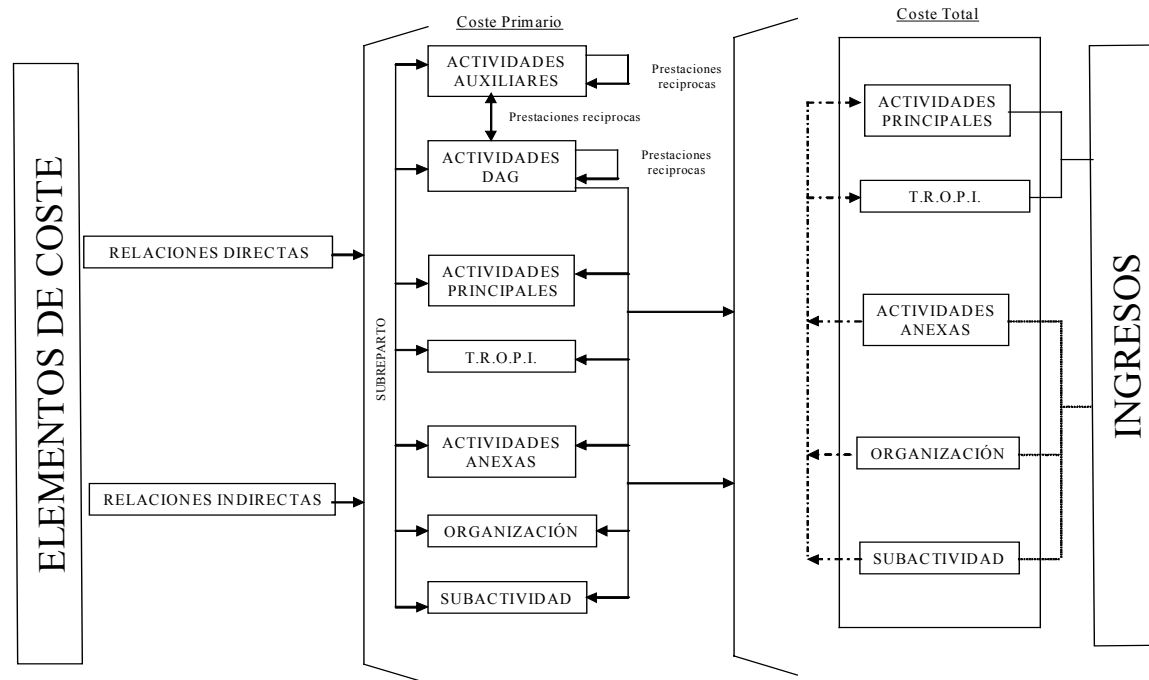 ELEMENTOS DE COSTE
RELACIONES DIRECTAS
RELACIONES INDIRECTAS
Coste Primario
SUBREPARTO
ACTIVIDADES
AUXILIARES
Prestaciones
reciprocas
Prestaciones reciprocas
ACTIVIDADES
DAG
Prestaciones
reciprocas
ACTIVIDADES
PRINCIPALES
T.R.O.P.I.
ACTIVIDADES
ANEXAS
ORGANIZACIÓN
SUBACTIVIDAD
Coste Total
ACTIVIDADES
PRINCIPALES
T.R.O.P.I.
ACTIVIDADES
ANEXAS
ORGANIZACIÓN
SUBACTIVIDAD
INGRESOS